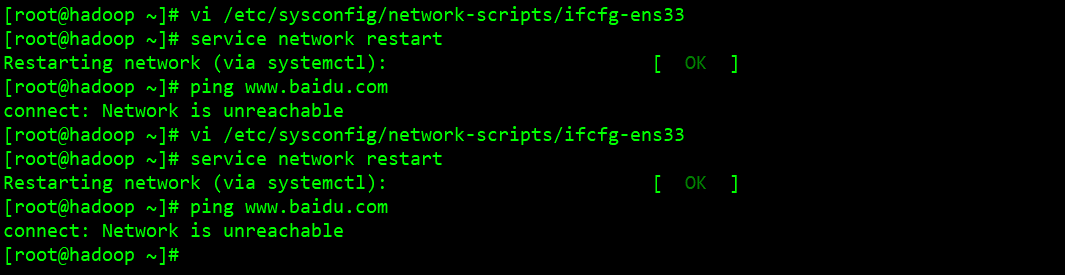 [root@hadoop ~]# vi /etc/sysconfig/network-scripts/ifcfg-ens33
[root@hadoop ~]# service network restart
Restarting network (via systemctl):                        [  OK  ]
[root@hadoop ~]# ping www.baidu.com
connect: Network is unreachable
[root@hadoop ~]# vi /etc/sysconfig/network-scripts/ifcfg-ens33
[root@hadoop ~]# service network restart
Restarting network (via systemctl):                        [  OK  ]
[root@hadoop ~]# ping www.baidu.com
connect: Network is unreachable
[root@hadoop ~]#